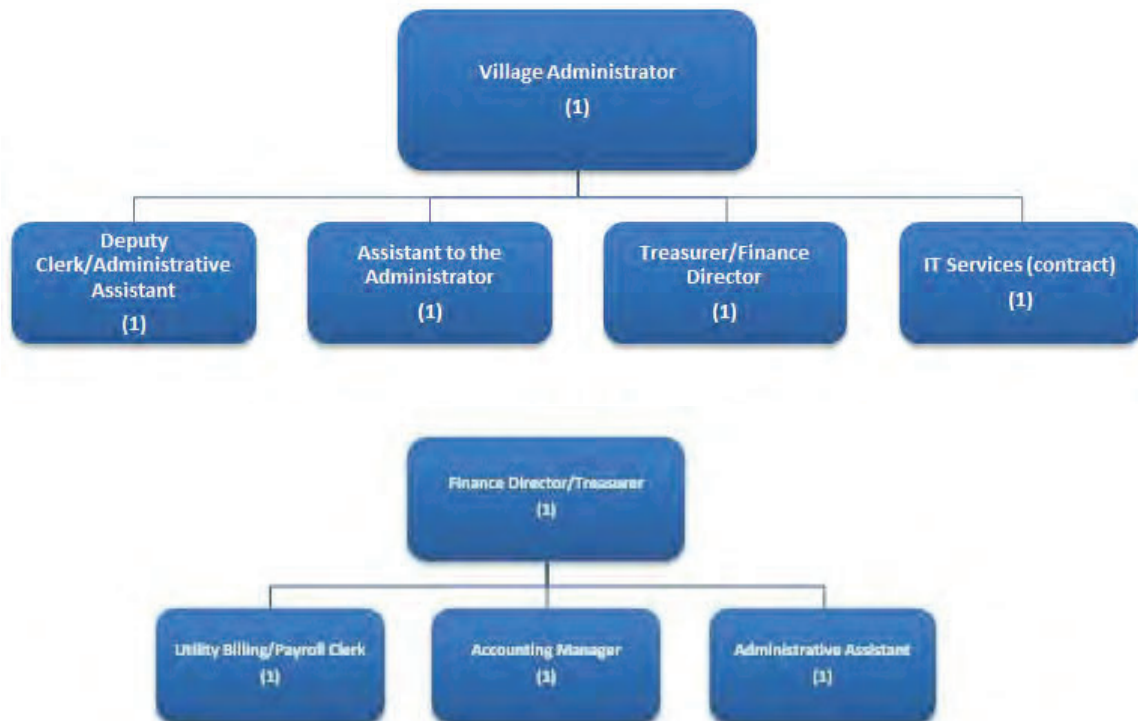 Village Administrator
(1)
Deputy
Clerk/Administrative
Assistant
(1)
Assistant to the
Administrator
(1)
Treasurer/Finance
Director
(1)
IT Services (contract)
(1)
Finance Director/Treasurer
(1)
Utility Billing/Payroll Clerk
(1)
Accounting Manager
(1)
Administrative Assistant
(1)